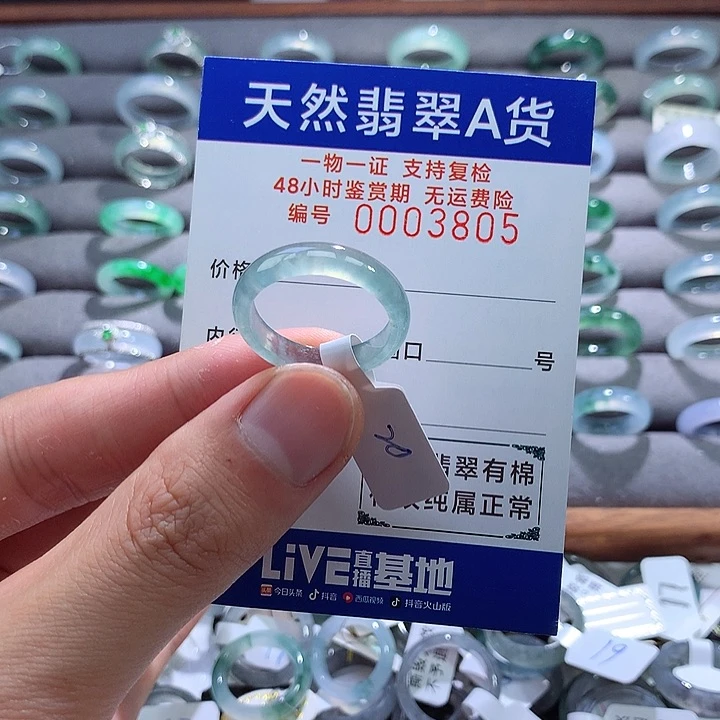 天然翡翠A货
一物一证 支持复检
48小时鉴赏期 无运费险
编号 0003805
价格
口 号
翡翠有棉
纯属正常
LiVE直播基地
今日头条 抖音 西瓜视频 抖音火山版
19